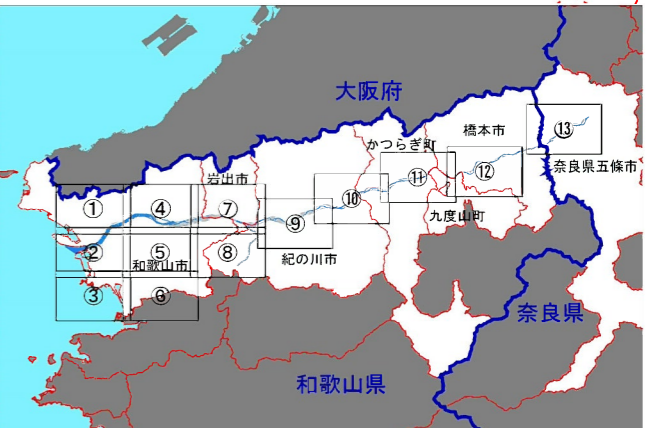 大阪府
橋本市
⑬
かつらぎ町
奈良県五條市
岩出市
⑪
⑫
①
④
⑦
⑩
九度山町
⑨
②
⑤
⑧
紀の川市
和歌山市
③
⑥
奈良県
和歌山県